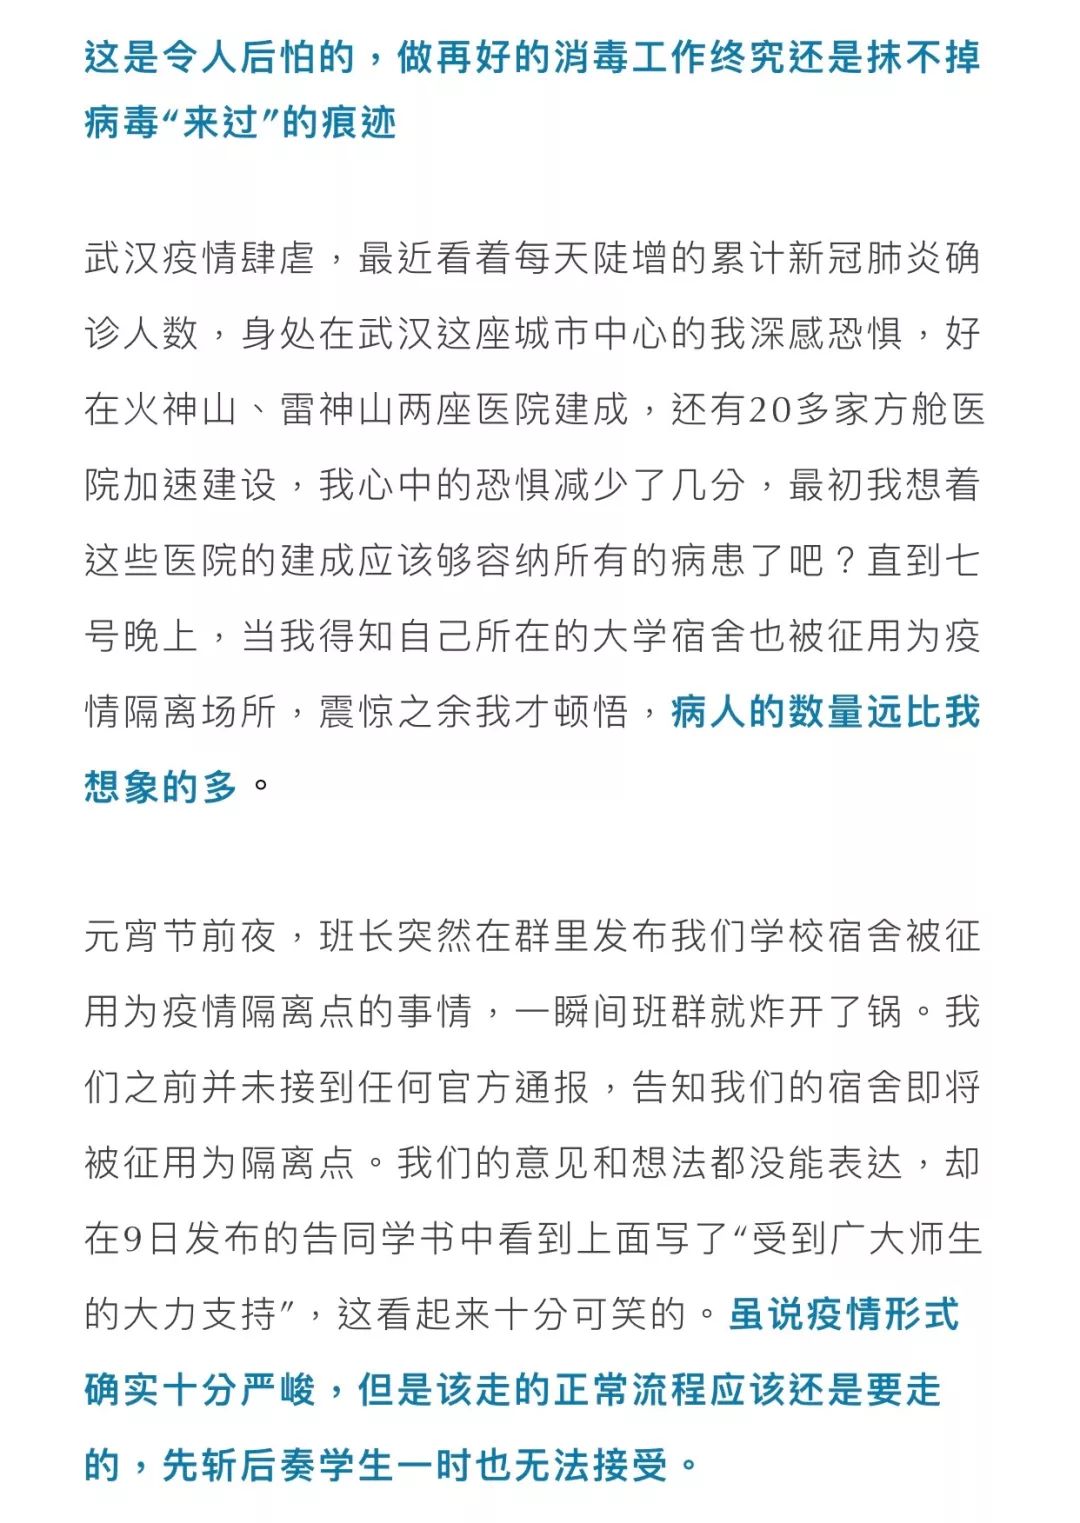 这是令人后怕的，做再好的消毒工作终究还是抹不掉
病毒“来过”的痕迹
武汉疫情肆虐，最近看着每天陡增的累计新冠肺炎确
诊人数，身处在武汉这座城市中心的我深感恐惧，好
在火神山、雷神山两座医院建成，还有20多家方舱医
院加速建设，我心中的恐惧减少了几分，最初我想着
这些医院的建成应该够容纳所有的病患了吧？直到七
号晚上，当我得知自己所在的大学宿舍也被征用为疫
情隔离场所，震惊之余我才顿悟，病人的数量远比我
想象的多。
元宵节前夜，班长突然在群里发布我们学校宿舍被征
用为疫情隔离点的事情，一瞬间班群就炸开了锅。我
们之前并未接到任何官方通报，告知我们的宿舍即将
被征用为隔离点。我们的意见和想法都没能表达，却
在9日发布的告同学书中看到上面写了“受到广大师生
的大力支持”，这看起来十分可笑的。虽说疫情形式
确实十分严峻，但是该走的正常流程应该还是要走
的，先斩后奏学生一时也无法接受。